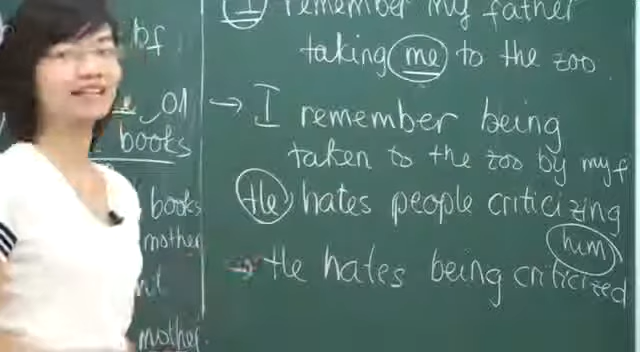 of
books
books
mother
mother.
I remember my father
taking me to the zoo
→ I remember being
taken to the zoo by my f
He hates people criticizing
him
→ He hates being criticized